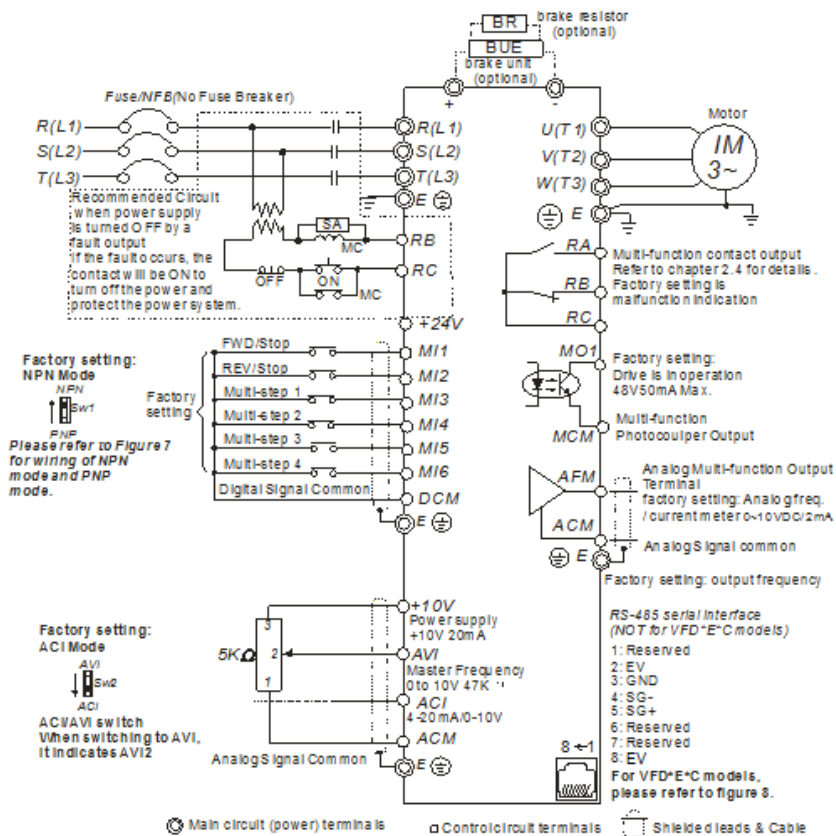 BR
brake resistor
(optional)
BUE
brake unit
(optional)
+
-
Fuse/NFB(No Fuse Breaker)
R(L1)
S(L2)
T(L3)
R(L1)
S(L2)
T(L3)
E
Recommended Circuit
when power supply
is turned OFF by a
fault output
If the fault occurs, the
contact will be ON to
turn off the power and
protect the power system.
SA
MC
OFF
ON
MC
RB
RC
+24V
Motor
U(T1)
V(T2)
W(T3)
IM
3~
E
RA
RB
RC
Multi-function contact output
Refer to chapter 2.4 for details.
Factory setting is
malfunction indication
MO1
Factory setting:
Drive is in operation
48V50mA Max.
MCM
Multi-function
Photocoulper Output
Factory setting:
NPN Mode
NPN
Sw1
PNP
Please refer to Figure 7
for wiring of NPN
mode and PNP
mode.
Factory
setting
FWD/Stop
REV/Stop
Multi-step 1
Multi-step 2
Multi-step 3
Multi-step 4
Digital Signal Common
MI1
MI2
MI3
MI4
MI5
MI6
DCM
E
AFM
Analog Multi-function Output
Terminal
factory setting: Analog freq.
/ current meter 0~10VDC/2mA
ACM
Analog Signal common
E
Factory setting: output frequency
Factory setting:
ACI Mode
AVI
Sw2
ACI
ACI/AVI switch
When switching to AVI,
It indicates AVI2
5KΩ
3
2
1
+10V
Power supply
+10V 20mA
AVI
Master Frequency
0 to 10V 47K
ACI
4-20mA/0-10V
ACM
Analog Signal Common
E
RS-485 serial interface
(NOT for VFD*E*C models)
1: Reserved
2: EV
3: GND
4: SG-
5: SG+
6: Reserved
7: Reserved
8: EV
For VFD*E*C models,
please refer to figure 8.
8←1
Main circuit (power) terminals
Control circuit terminals
Shielded leads & Cable